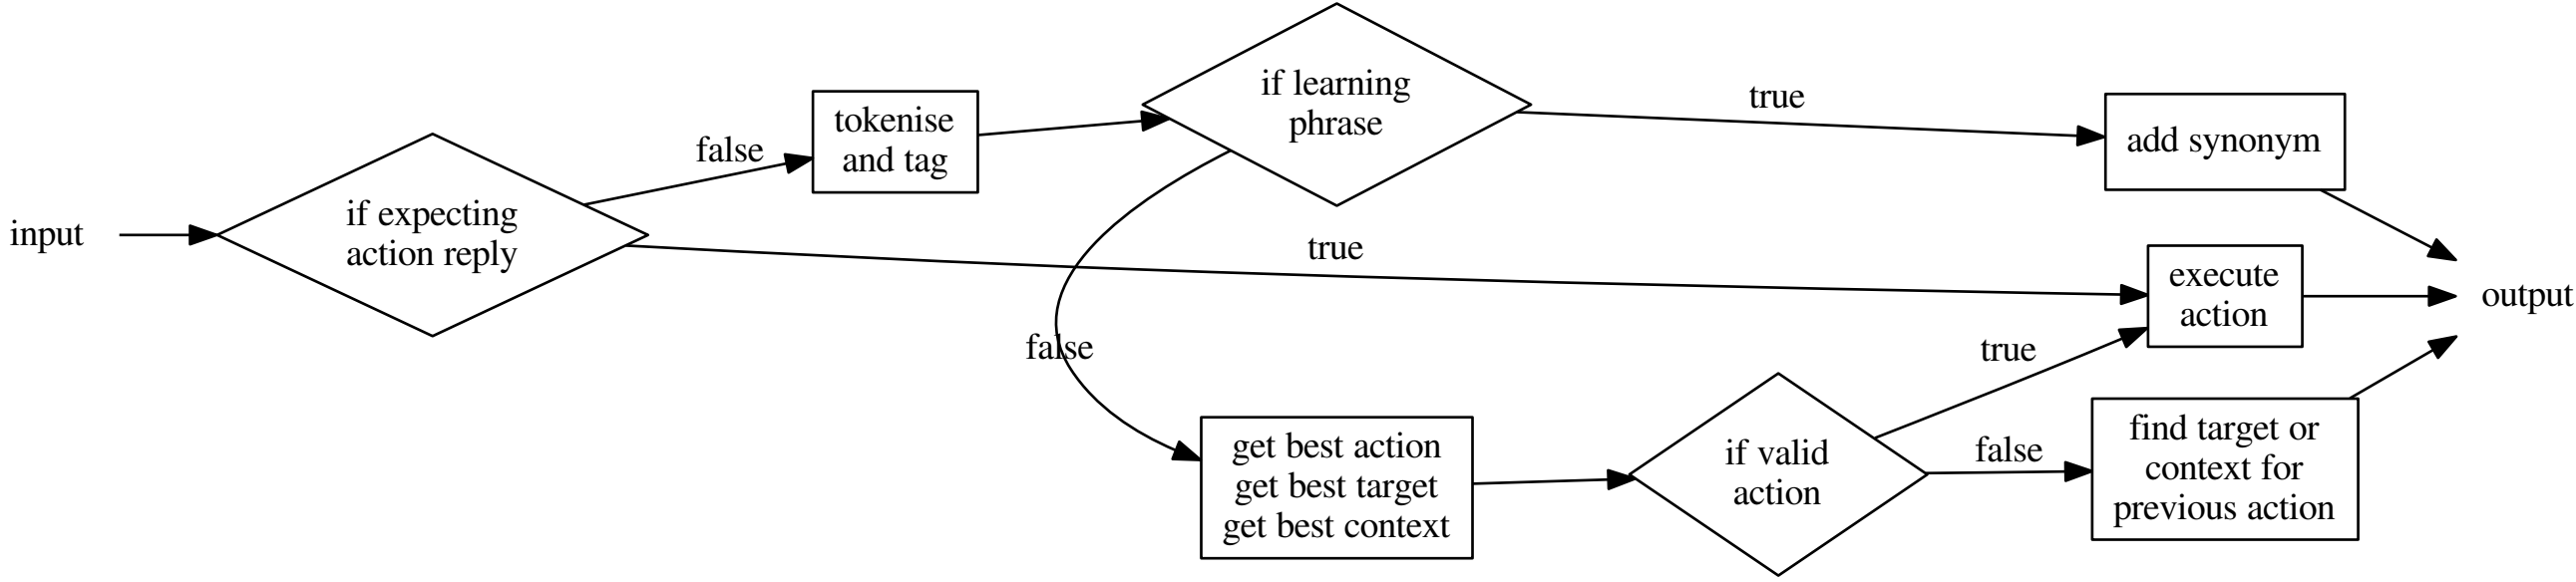 input
if expecting
action reply
false
tokenise
and tag
if learning
phrase
true
add synonym
true
execute
action
output
false
get best action
get best target
get best context
if valid
action
true
false
find target or
context for
previous action